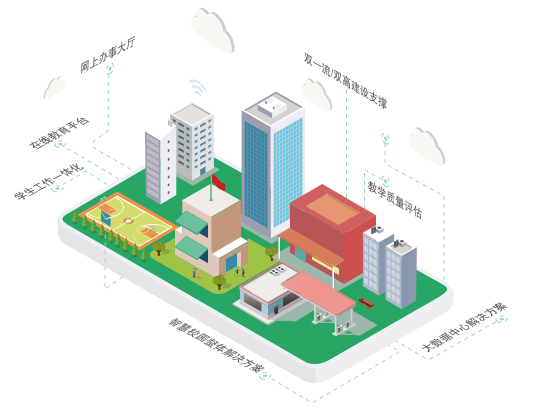 网上办事大厅
双一流/双高建设支撑
在线教育平台
学生工作一体化
教学质量评估
大数据中心解决方案
智慧校园整体解决方案